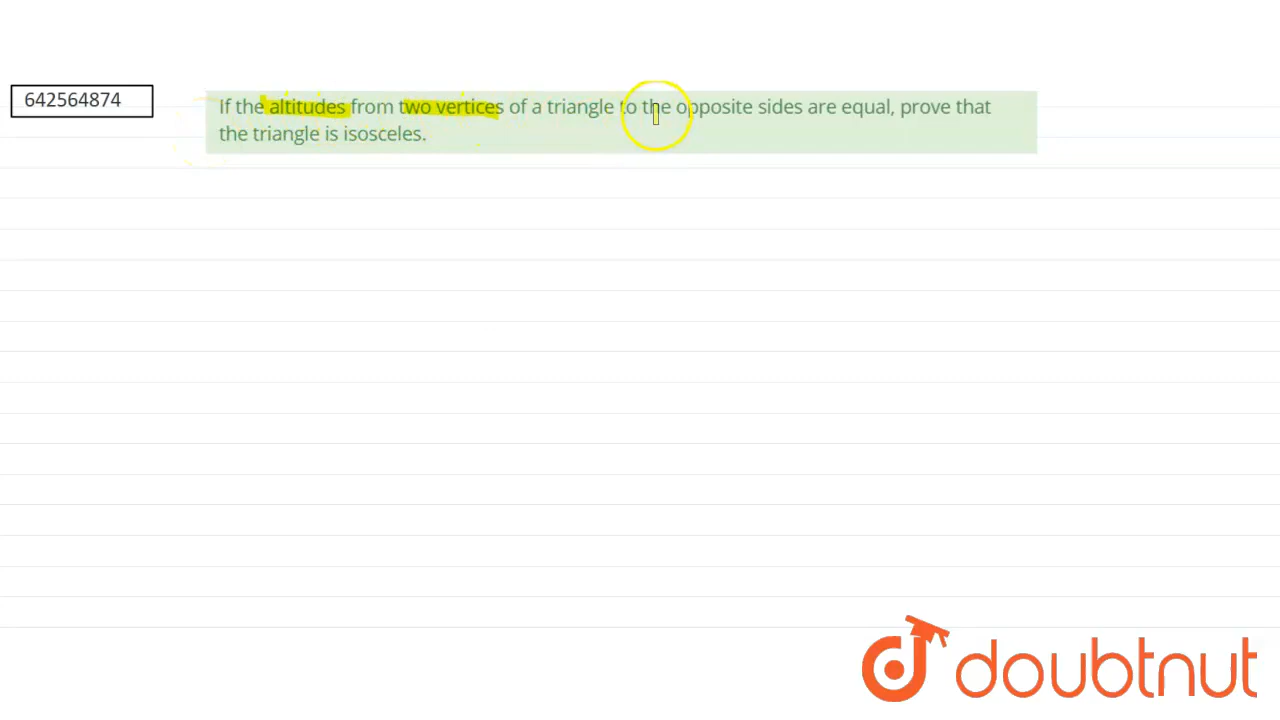 642564874
If the altitudes from two vertices of a triangle to the opposite sides are equal, prove that
the triangle is isosceles.
doubtnut